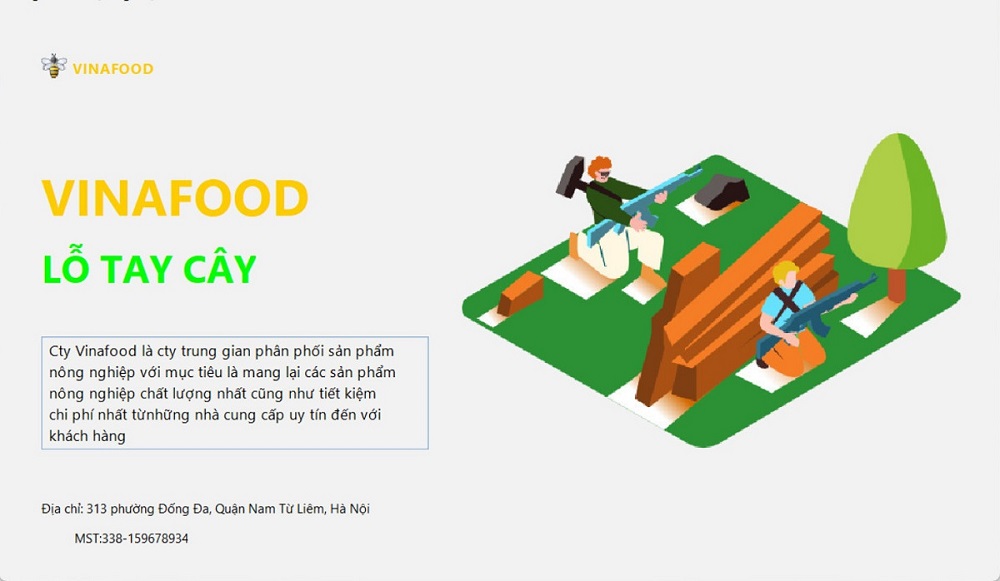 VINAFOOD
VINAFOOD
LỖ TAY CÂY
Cty Vinafood là cty trung gian phân phối sản phẩm
nông nghiệp với mục tiêu là mang lại các sản phẩm
nông nghiệp chất lượng nhất cũng như tiết kiệm
chi phí nhất từnhững nhà cung cấp uy tín đến với
khách hàng
Địa chỉ: 313 phường Đống Đa, Quận Nam Từ Liêm, Hà Nội
MST:338-159678934